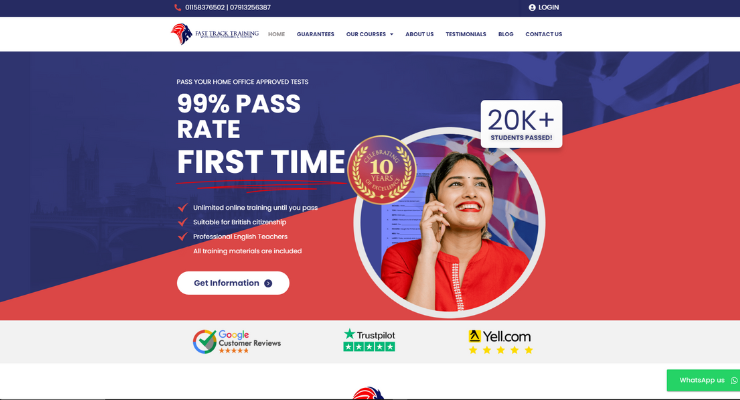 01158376502 | 07913256387
LOGIN
FAST TRACK TRAINING
HOME
GUARANTEES
OUR COURSES
ABOUT US
TESTIMONIALS
BLOG
CONTACT US
PASS YOUR HOME OFFICE APPROVED TESTS
99% PASS
RATE
FIRST TIME
20K+
STUDENTS PASSED!
CELEBRATING
10
YEARS
OF EXCELLENCE
Unlimited online training until you pass
Suitable for British citizenship
Professional English Teachers
All training materials are included
Get Information
Google
Customer Reviews
Trustpilot
Yell.com
WhatsApp us